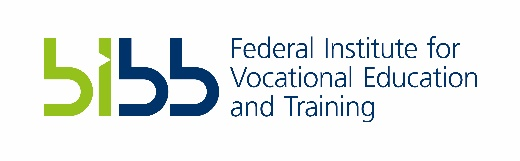 bibb
Federal Institute for
Vocational Education
and Training